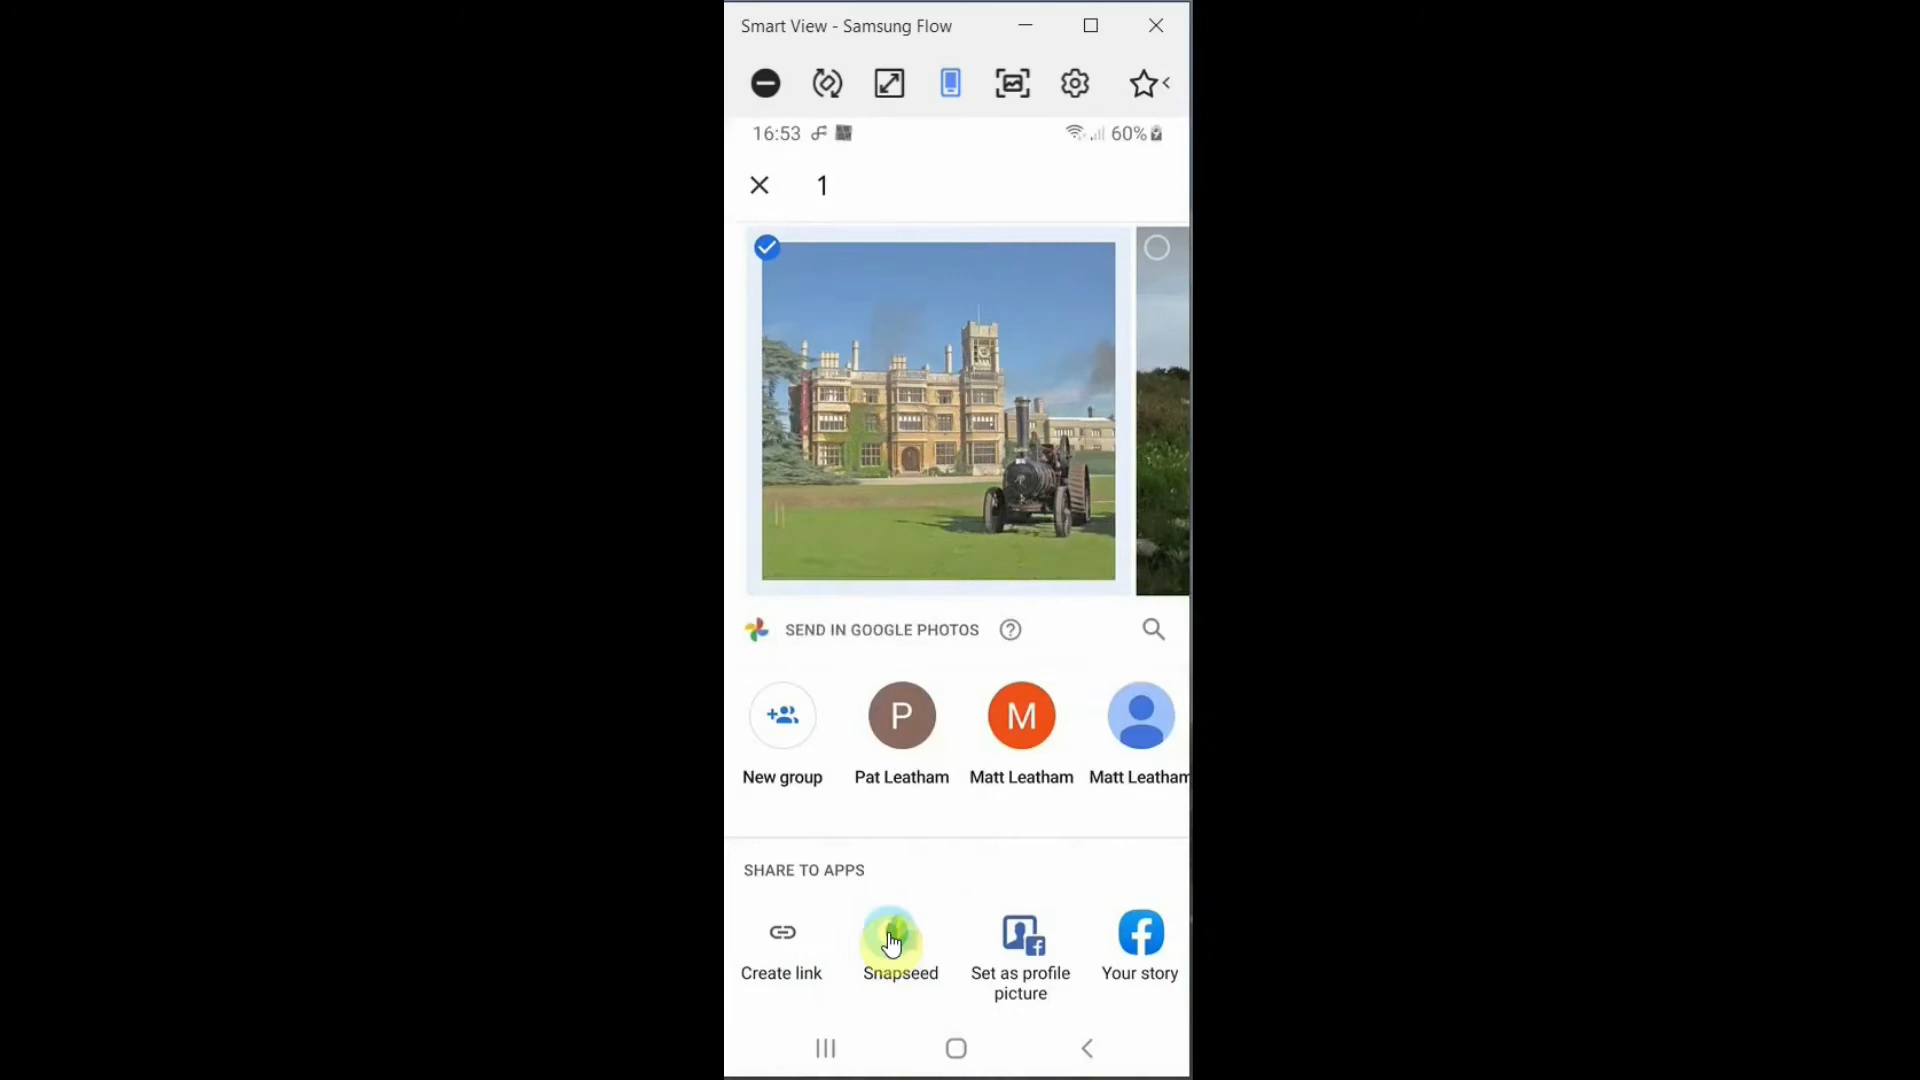 Smart View - Samsung Flow
16:53 60%
1
SEND IN GOOGLE PHOTOS ?
P M
New group Pat Leatham Matt Leatham Matt Leatham
SHARE TO APPS
Create link Snapseed Set as profile picture Your story